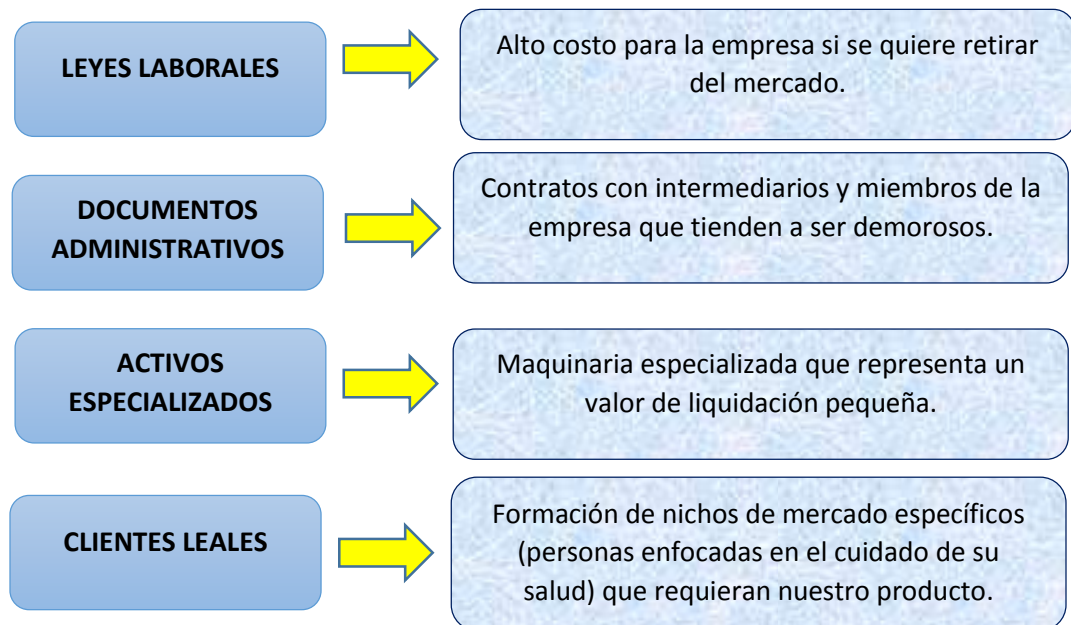 LEYES LABORALES
Alto costo para la empresa si se quiere retirar
del mercado.
DOCUMENTOS
ADMINISTRATIVOS
Contratos con intermediarios y miembros de la
empresa que tienden a ser demorosos.
ACTIVOS
ESPECIALIZADOS
Maquinaria especializada que representa un
valor de liquidación pequeña.
CLIENTES LEALES
Formación de nichos de mercado específicos
(personas enfocadas en el cuidado de su
salud) que requieran nuestro producto.